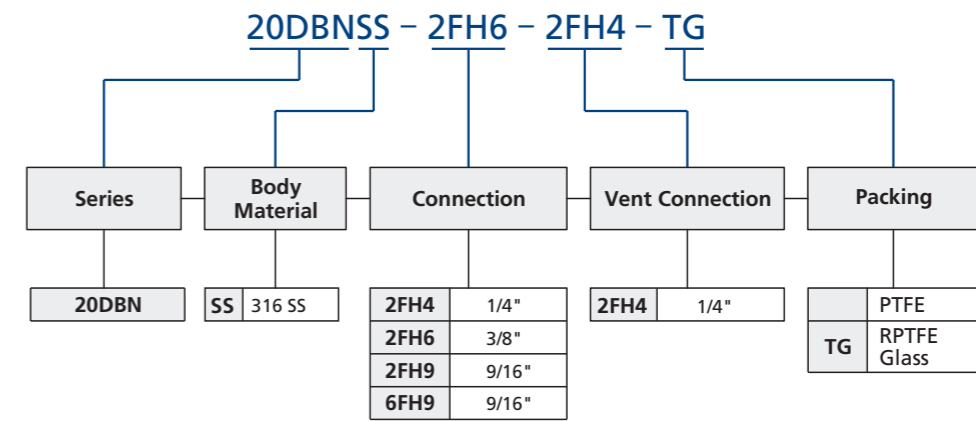 20DBNSS – 2FH6 – 2FH4 – TG
Series
Body
Material
Connection
Vent Connection
Packing
20DBN
SS 316 SS
2FH4 1/4"
2FH6 3/8"
2FH9 9/16"
6FH9 9/16"
2FH4 1/4"
PTFE
TG RPTFE
Glass